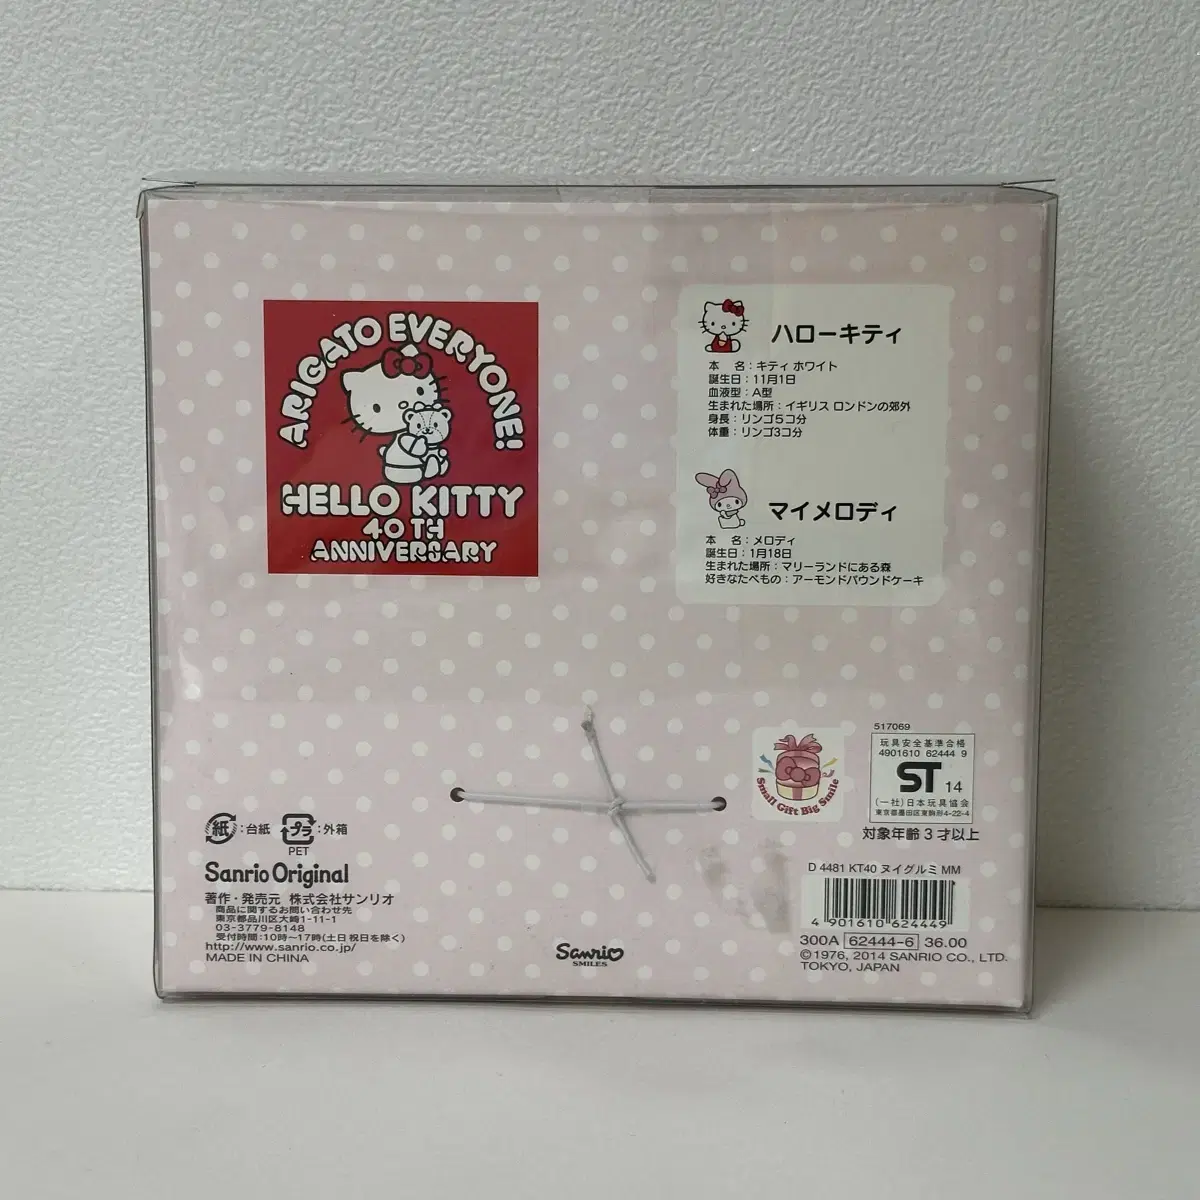 ARIGATO EVERYONE!
HELLO KITTY
40TH
ANNIVERSARY
ハローキティ
本　名：キティ ホワイト
誕生日：11月1日
血液型：A型
生まれた場所：イギリス ロンドンの郊外
身長：リンゴ5コ分
体重：リンゴ3コ分
マイメロディ
本　名：メロディ
誕生日：1月18日
生まれた場所：マリーランドにある森
好きなたべもの：アーモンドパウンドケーキ
Small Gift Big Smile
517069
玩具安全基準合格
4901610 62444 9
ST 14
(一社)日本玩具協会
東京都墨田区東駒形4-22-4
対象年齢3才以上
紙：台紙 プラ：外箱
PET
Sanrio Original
著作・発売元 株式会社サンリオ
商品に関するお問い合わせ先
東京都品川区大崎1-11-1
03-3779-8148
受付時間：10時～17時(土日祝日を除く)
http://www.sanrio.co.jp/
MADE IN CHINA
Sanrio
SMILES
D 4481 KT40 ヌイグルミ MM
4 901610 624449
300A 62444-6 36.00
©1976, 2014 SANRIO CO., LTD.
TOKYO, JAPAN